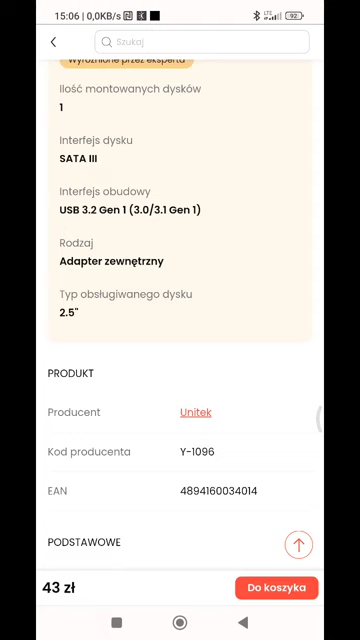 15:06 | 0,0KB/s
LTE
92
Szukaj
Wyróżnione przez eksperta
Ilość montowanych dysków
1
Interfejs dysku
SATA III
Interfejs obudowy
USB 3.2 Gen 1 (3.0/3.1 Gen 1)
Rodzaj
Adapter zewnętrzny
Typ obsługiwanego dysku
2.5"
PRODUKT
Producent Unitek
Kod producenta Y-1096
EAN 4894160034014
PODSTAWOWE
43 zł Do koszyka